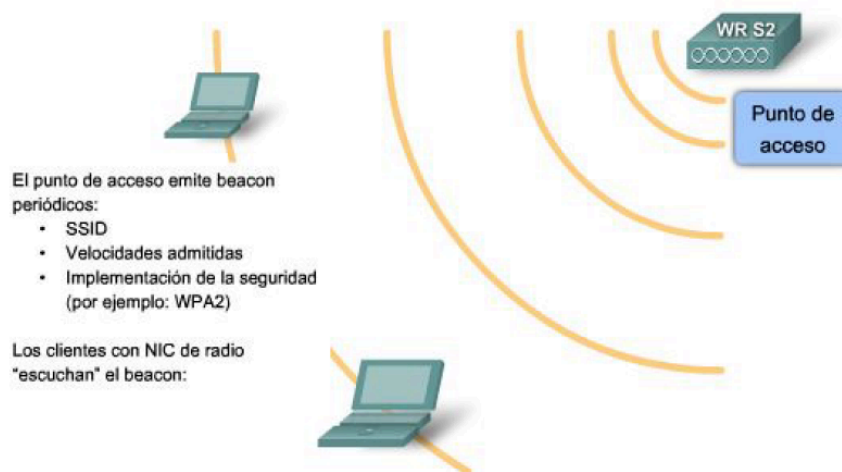 WR S2
Punto de
acceso
El punto de acceso emite beacon
periódicos:
• SSID
• Velocidades admitidas
• Implementación de la seguridad
(por ejemplo: WPA2)
Los clientes con NIC de radio
“escuchan” el beacon: